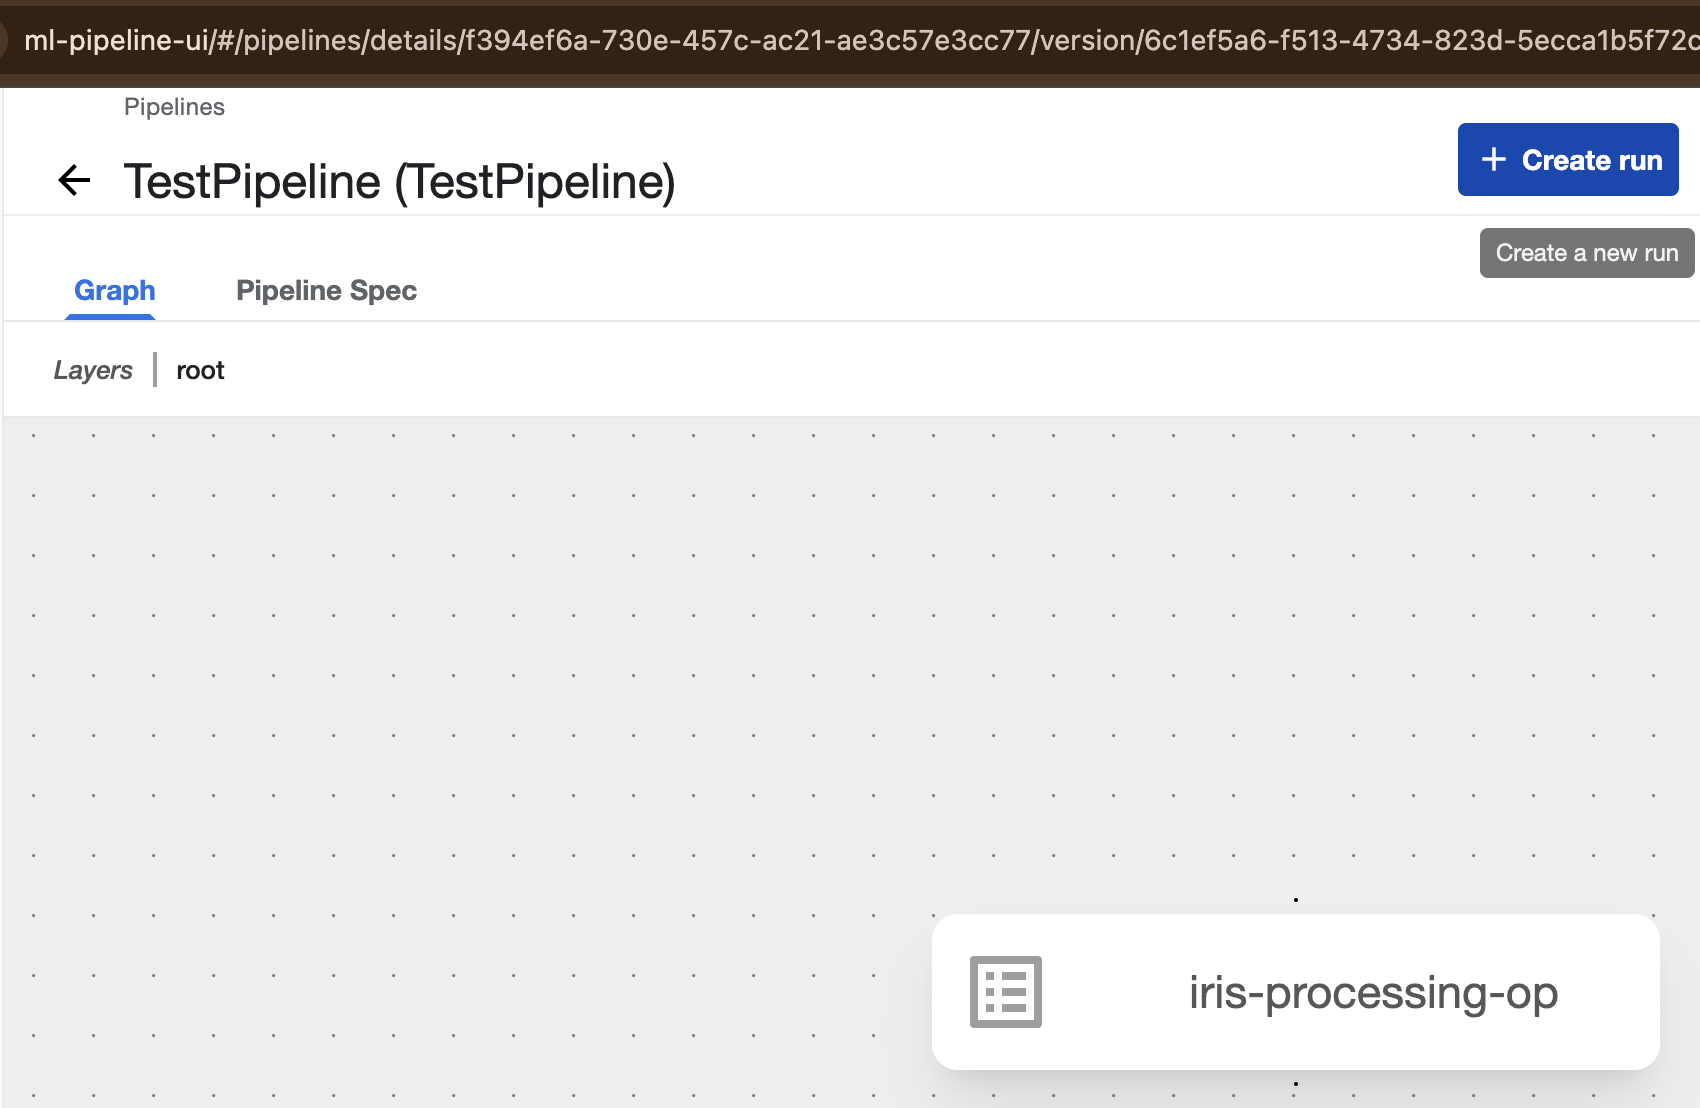 ml-pipeline-ui/#/pipelines/details/f394ef6a-730e-457c-ac21-ae3c57e3cc77/version/6c1ef5a6-f513-4734-823d-5ecca1b5f72c
Pipelines
TestPipeline (TestPipeline)
+ Create run
Create a new run
Graph Pipeline Spec
Layers | root
iris-processing-op